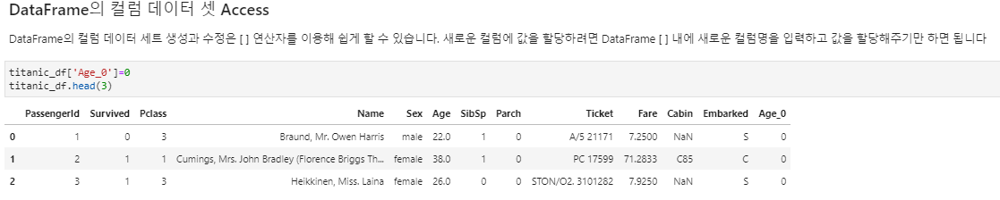 DataFrame의 컬럼 데이터 셋 Access
DataFrame의 컬럼 데이터 세트 생성과 수정은 [ ] 연산자를 이용해 쉽게 할 수 있습니다. 새로운 컬럼에 값을 할당하려면 DataFrame [ ] 내에 새로운 컬럼명을 입력하고 값을 할당해주기만 하면 됩니다
titanic_df['Age_0']=0
titanic_df.head(3)
PassengerId Survived Pclass Name Sex Age SibSp Parch Ticket Fare Cabin Embarked Age_0
0 1 0 3 Braund, Mr. Owen Harris male 22.0 1 0 A/5 21171 7.2500 NaN S 0
1 2 1 1 Cumings, Mrs. John Bradley (Florence Briggs Th... female 38.0 1 0 PC 17599 71.2833 C85 C 0
2 3 1 3 Heikkinen, Miss. Laina female 26.0 0 0 STON/O2. 3101282 7.9250 NaN S 0